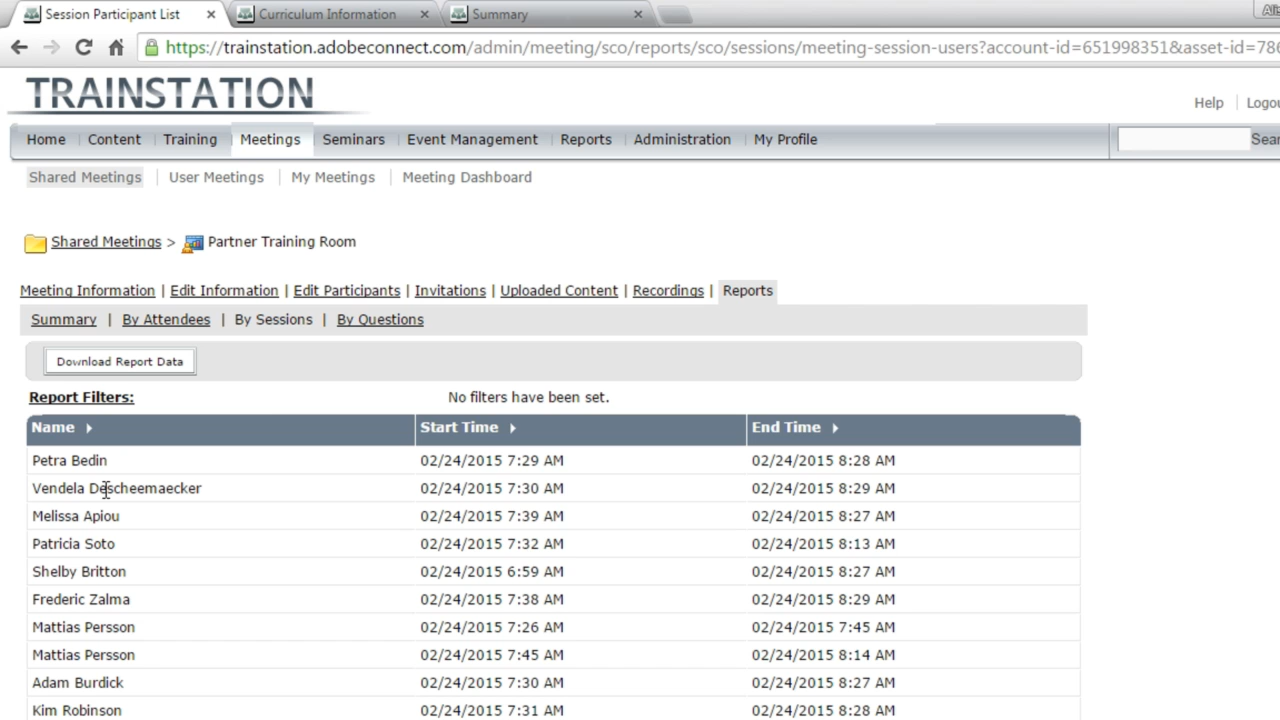 Session Participant List × Curriculum Information × Summary ×
https://trainstation.adobeconnect.com/admin/meeting/sco/reports/sco/sessions/meeting-session-users?account-id=651998351&asset-id=786
TRAINSTATION
Help | Logou
Home Content Training Meetings Seminars Event Management Reports Administration My Profile Sear
Shared Meetings | User Meetings | My Meetings | Meeting Dashboard
Shared Meetings > Partner Training Room
Meeting Information | Edit Information | Edit Participants | Invitations | Uploaded Content | Recordings | Reports
Summary | By Attendees | By Sessions | By Questions
Download Report Data
Report Filters: No filters have been set.
Name Start Time End Time
Petra Bedin 02/24/2015 7:29 AM 02/24/2015 8:28 AM
Vendela Descheemaecker 02/24/2015 7:30 AM 02/24/2015 8:29 AM
Melissa Apiou 02/24/2015 7:39 AM 02/24/2015 8:27 AM
Patricia Soto 02/24/2015 7:32 AM 02/24/2015 8:13 AM
Shelby Britton 02/24/2015 6:59 AM 02/24/2015 8:27 AM
Frederic Zalma 02/24/2015 7:38 AM 02/24/2015 8:29 AM
Mattias Persson 02/24/2015 7:26 AM 02/24/2015 7:45 AM
Mattias Persson 02/24/2015 7:45 AM 02/24/2015 8:14 AM
Adam Burdick 02/24/2015 7:30 AM 02/24/2015 8:27 AM
Kim Robinson 02/24/2015 7:31 AM 02/24/2015 8:28 AM